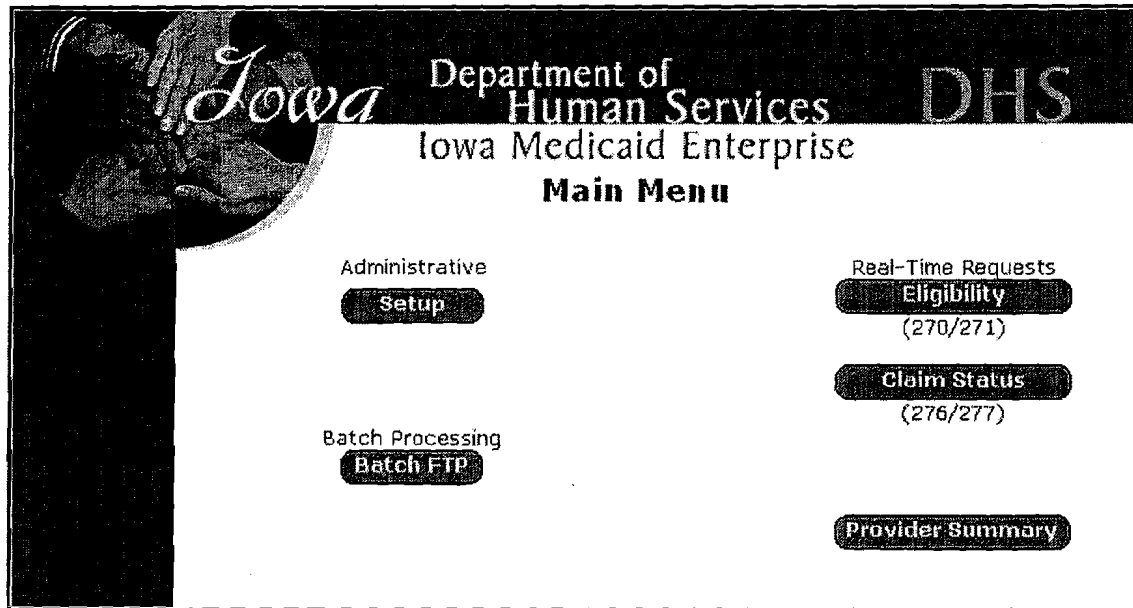 Iowa
Department of
Human Services
DHS
Iowa Medicaid Enterprise
Main Menu
Administrative
Setup
Real-Time Requests
Eligibility
(270/271)
Claim Status
(276/277)
Batch Processing
Batch FTP
Provider Summary